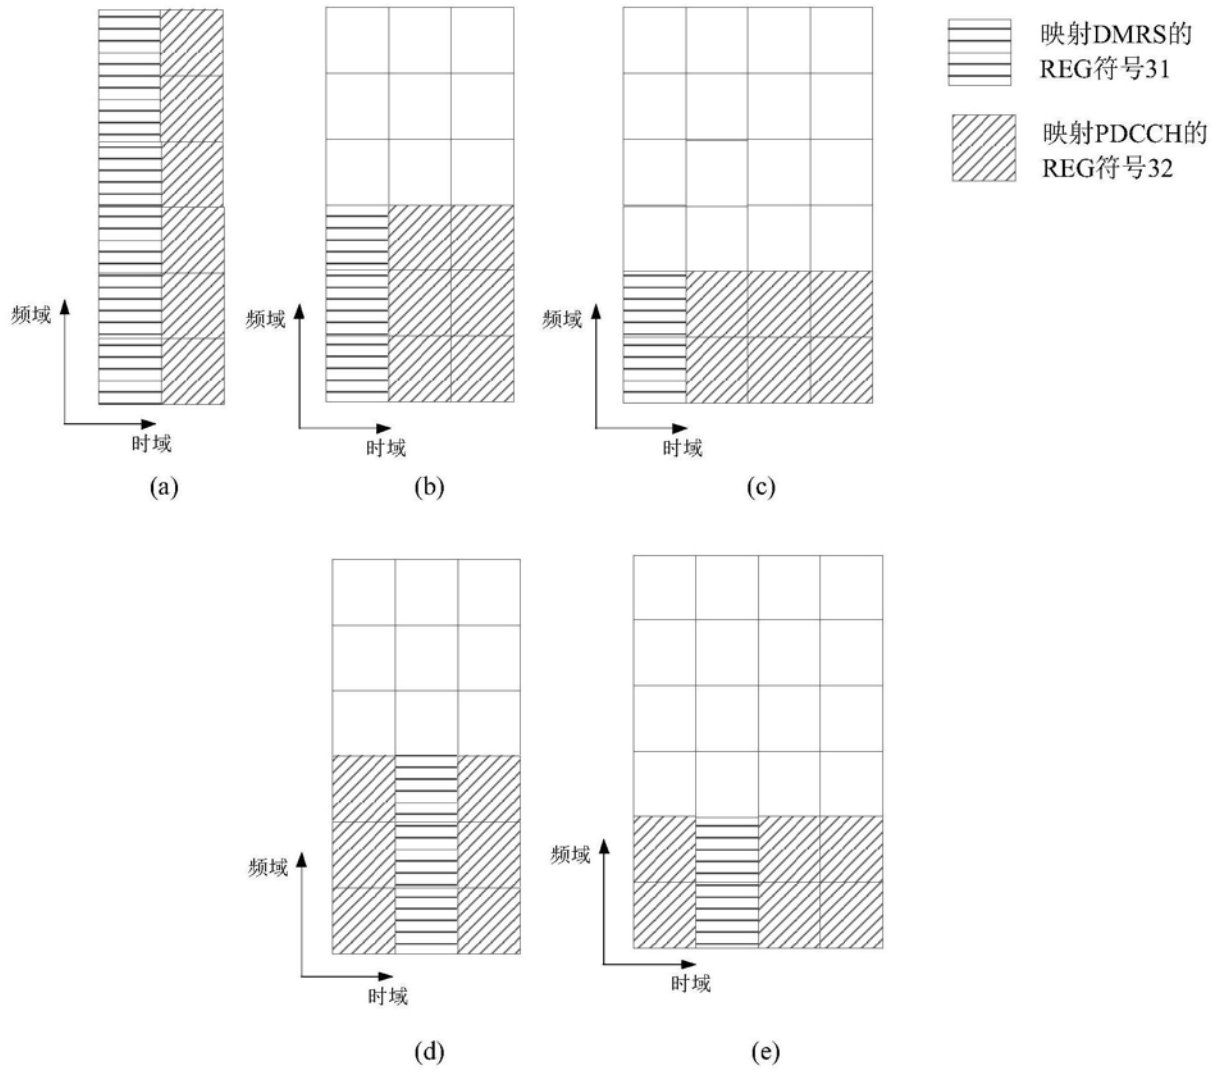 映射DMRS的
REG符号31
映射PDCCH的
REG符号32
频域
时域
(a)
频域
时域
(b)
频域
时域
(c)
频域
时域
(d)
频域
时域
(e)